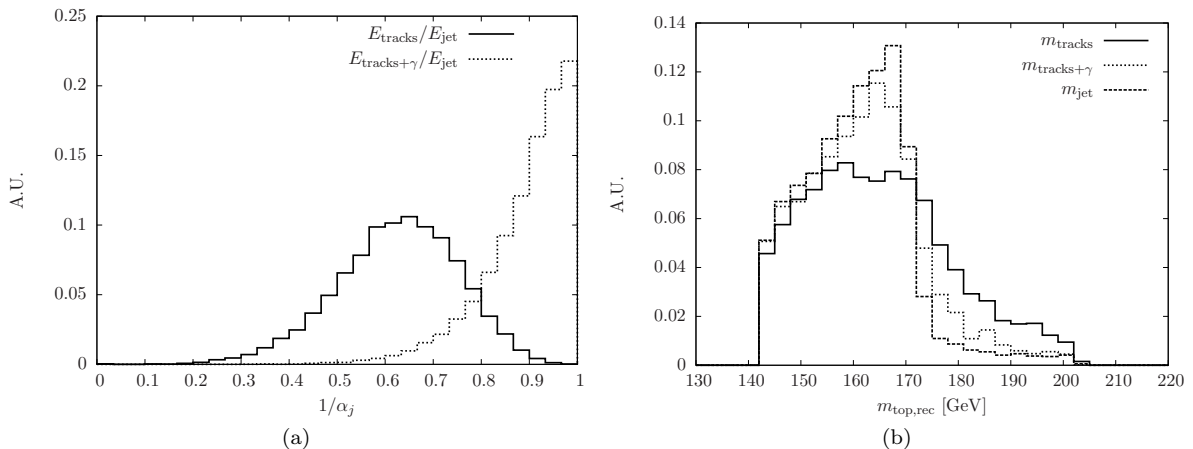 0.25
0.2
0.15
0.1
0.05
0
A.U.
E_tracks/E_jet
E_tracks+γ/E_jet
0 0.1 0.2 0.3 0.4 0.5 0.6 0.7 0.8 0.9 1
1/α_j
(a)
0.14
0.12
0.1
0.08
0.06
0.04
0.02
0
A.U.
m_tracks
m_tracks+γ
m_jet
130 140 150 160 170 180 190 200 210 220
m_top,rec [GeV]
(b)